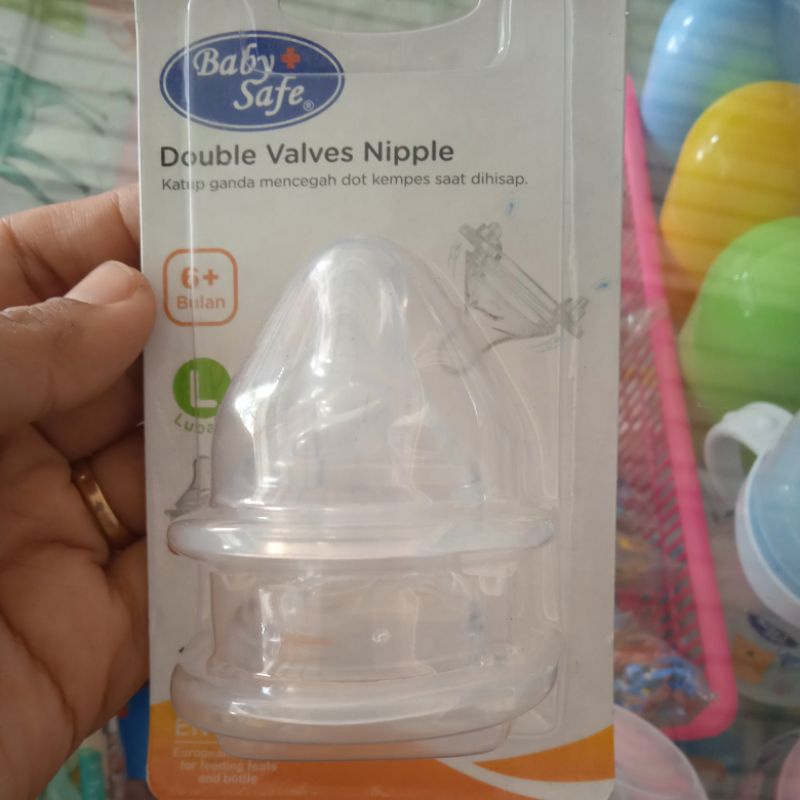 Baby
Safe®
Double Valves Nipple
Katup ganda mencegah dot kempes saat dihisap.
6+
Bulan
L
for feeding teats
and bottle